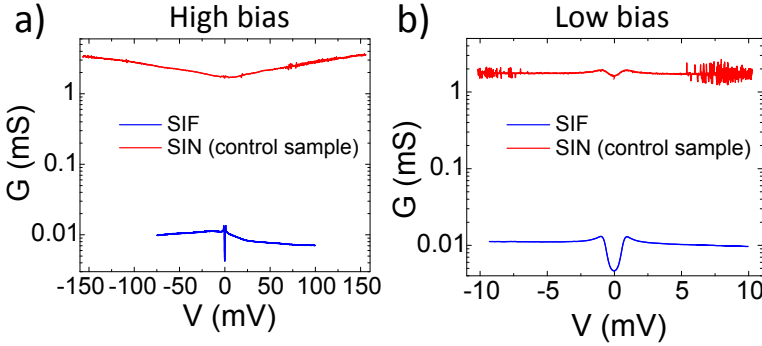 a)
High bias
G (mS)
1
0.1
0.01
SIF
SIN (control sample)
-150 -100 -50 0 50 100 150
V (mV)
b)
Low bias
G (mS)
1
0.1
0.01
SIF
SIN (control sample)
-10 -5 0 5 10
V (mV)